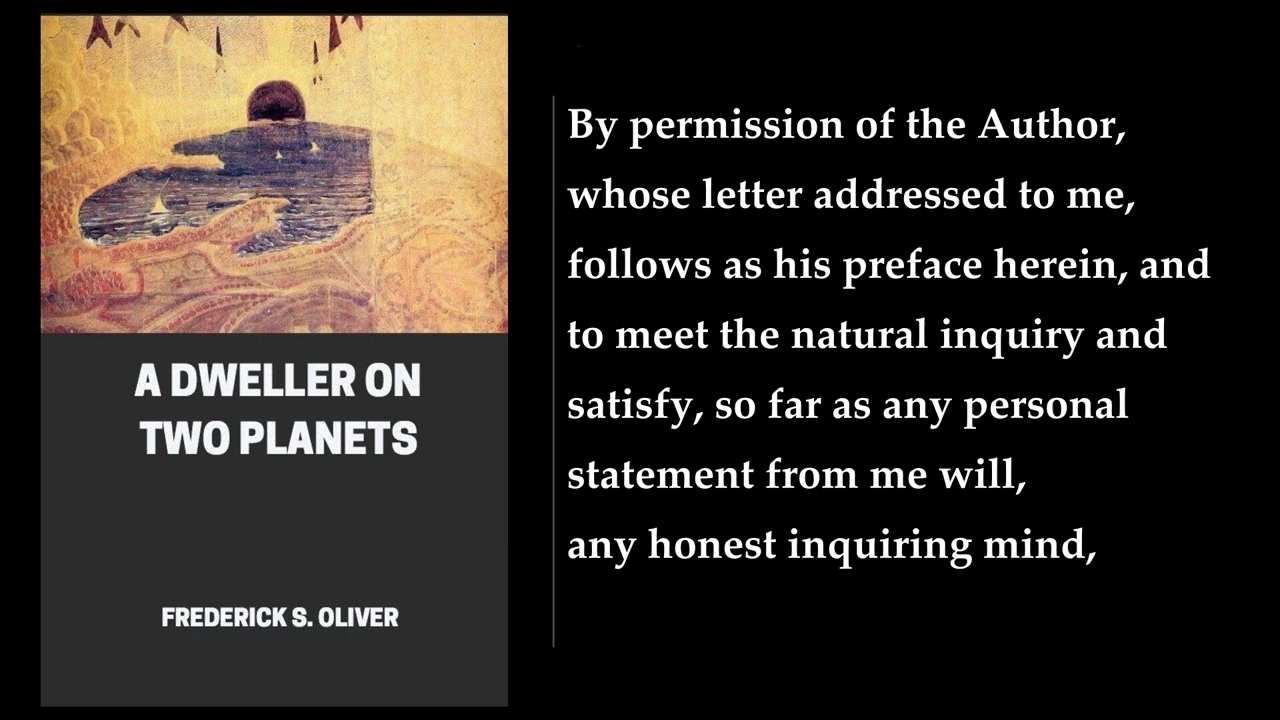 A DWELLER ON
TWO PLANETS
FREDERICK S. OLIVER
By permission of the Author,
whose letter addressed to me,
follows as his preface herein, and
to meet the natural inquiry and
satisfy, so far as any personal
statement from me will,
any honest inquiring mind,